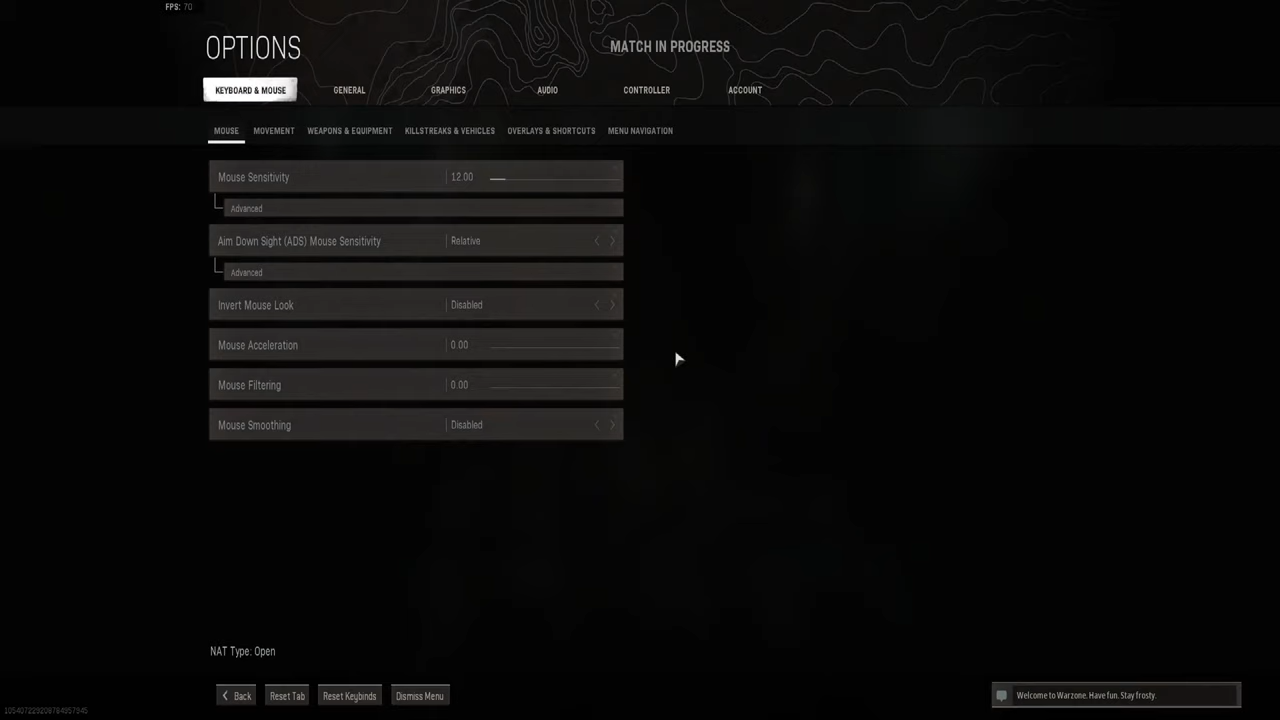 FPS: 70
OPTIONS
MATCH IN PROGRESS
KEYBOARD & MOUSE GENERAL GRAPHICS AUDIO CONTROLLER ACCOUNT
MOUSE MOVEMENT WEAPONS & EQUIPMENT KILLSTREAKS & VEHICLES OVERLAYS & SHORTCUTS MENU NAVIGATION
Mouse Sensitivity 12.00
Advanced
Aim Down Sight (ADS) Mouse Sensitivity Relative
Advanced
Invert Mouse Look Disabled
Mouse Acceleration 0.00
Mouse Filtering 0.00
Mouse Smoothing Disabled
NAT Type: Open
Back Reset Tab Reset Keybinds Dismiss Menu
Welcome to Warzone. Have fun. Stay frosty.